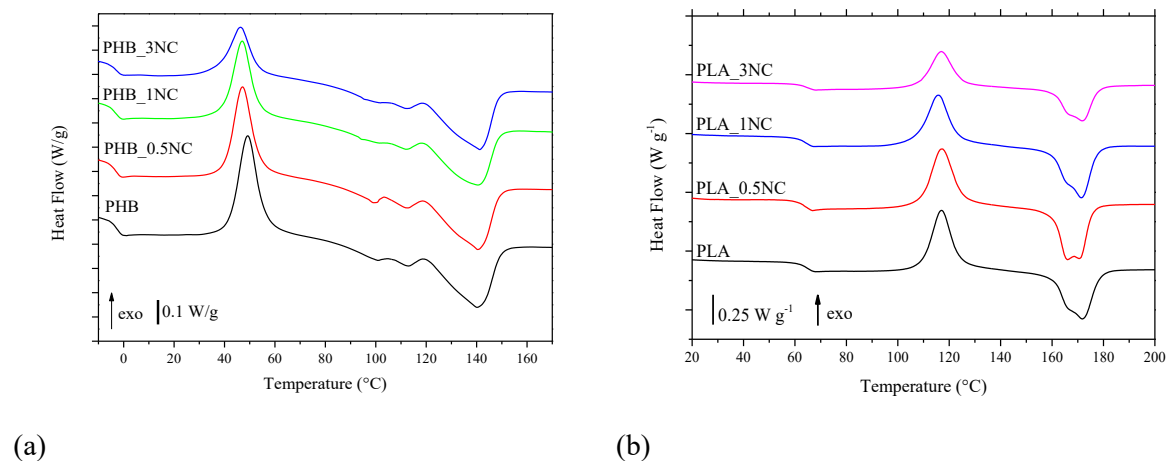 PHB_3NC
PHB_1NC
PHB_0.5NC
PHB
Heat Flow (W/g)
exo
0.1 W/g
0 20 40 60 80 100 120 140 160
Temperature (°C)
(a)
PLA_3NC
PLA_1NC
PLA_0.5NC
PLA
Heat Flow (W g⁻¹)
0.25 W g⁻¹
exo
20 40 60 80 100 120 140 160 180 200
Temperature (°C)
(b)